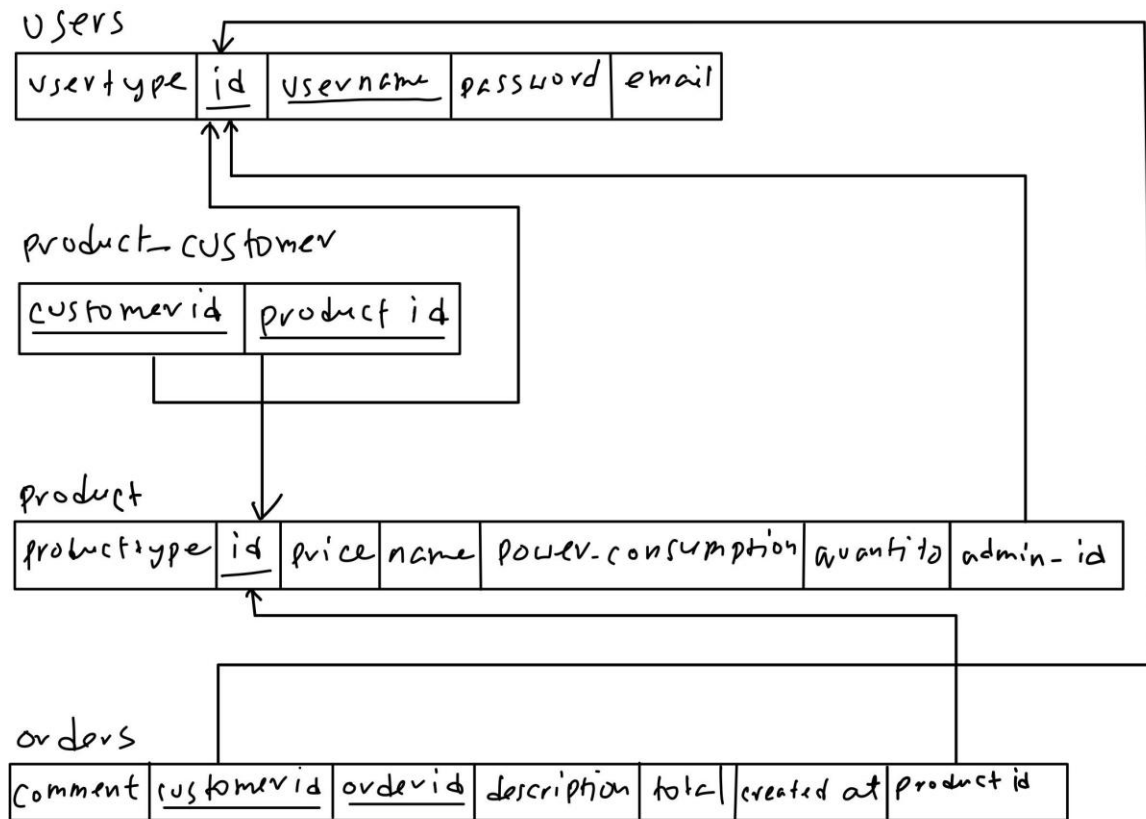 users
usertype id username password email
product_customer
customerid product id
product
producttype id price name power-consumption quantito admin-id
orders
comment customerid orderid description total created at product id